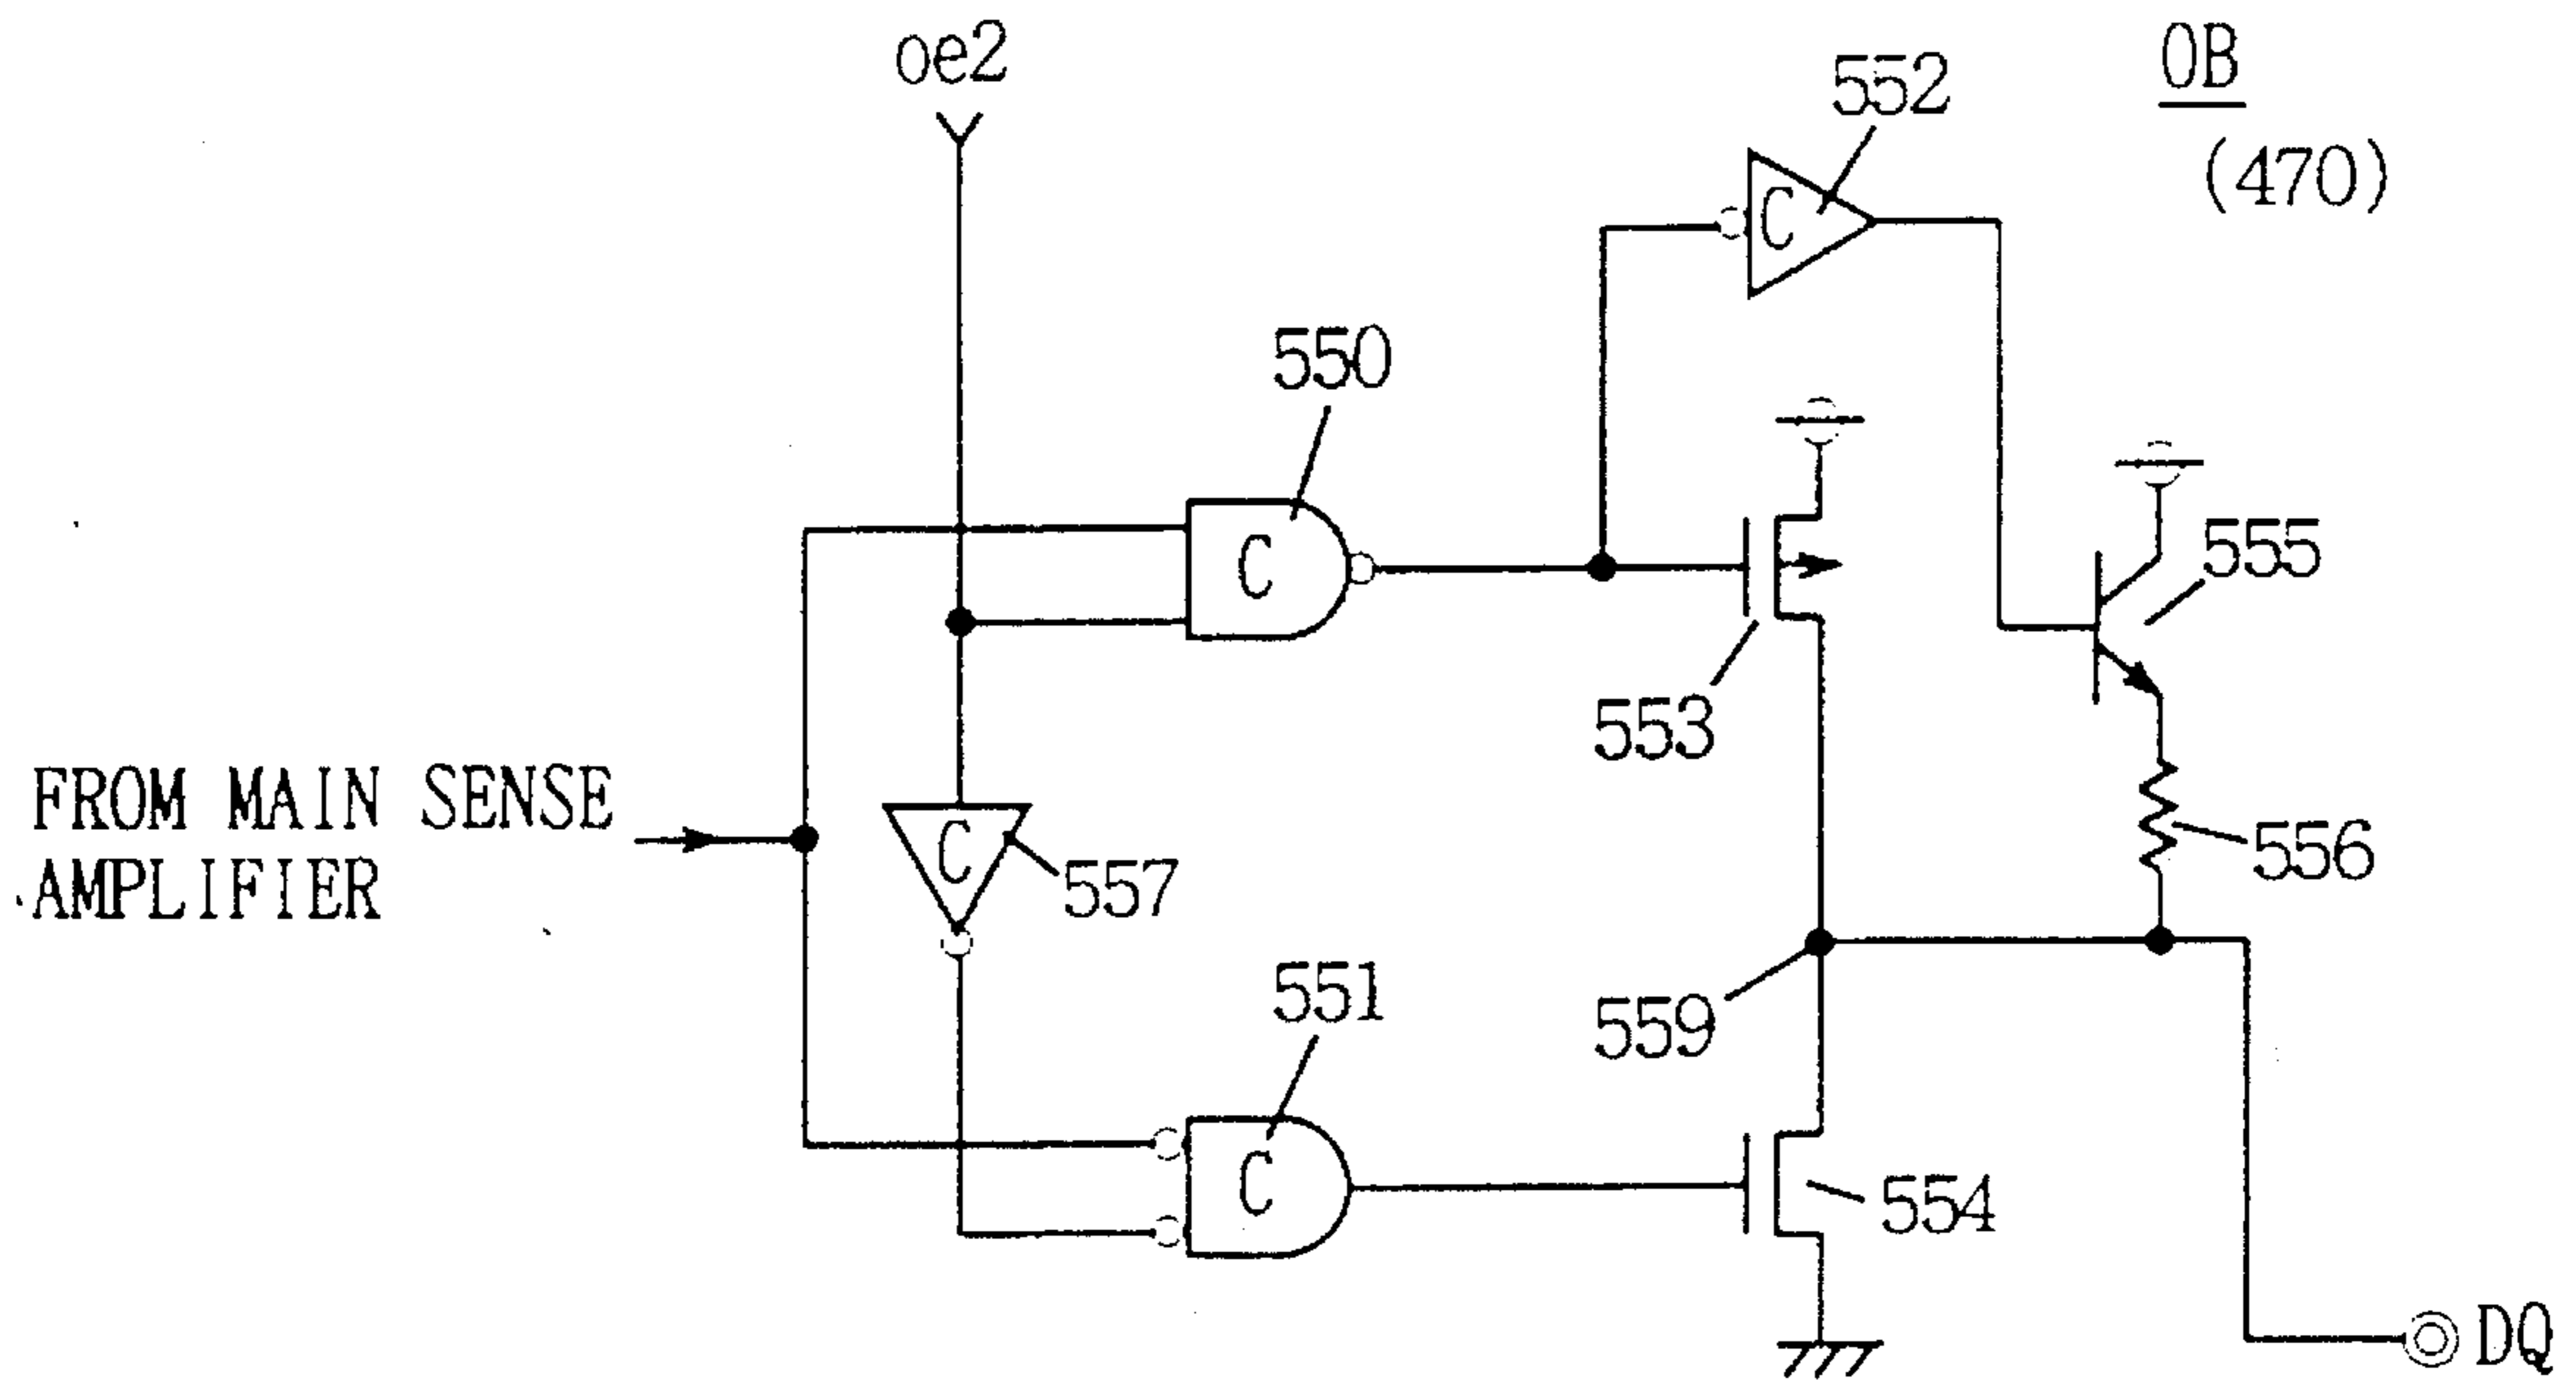 oe2
OB
(470)
552
550
C
C
555
553
FROM MAIN SENSE
AMPLIFIER
C
557
556
551
559
C
554
DQ